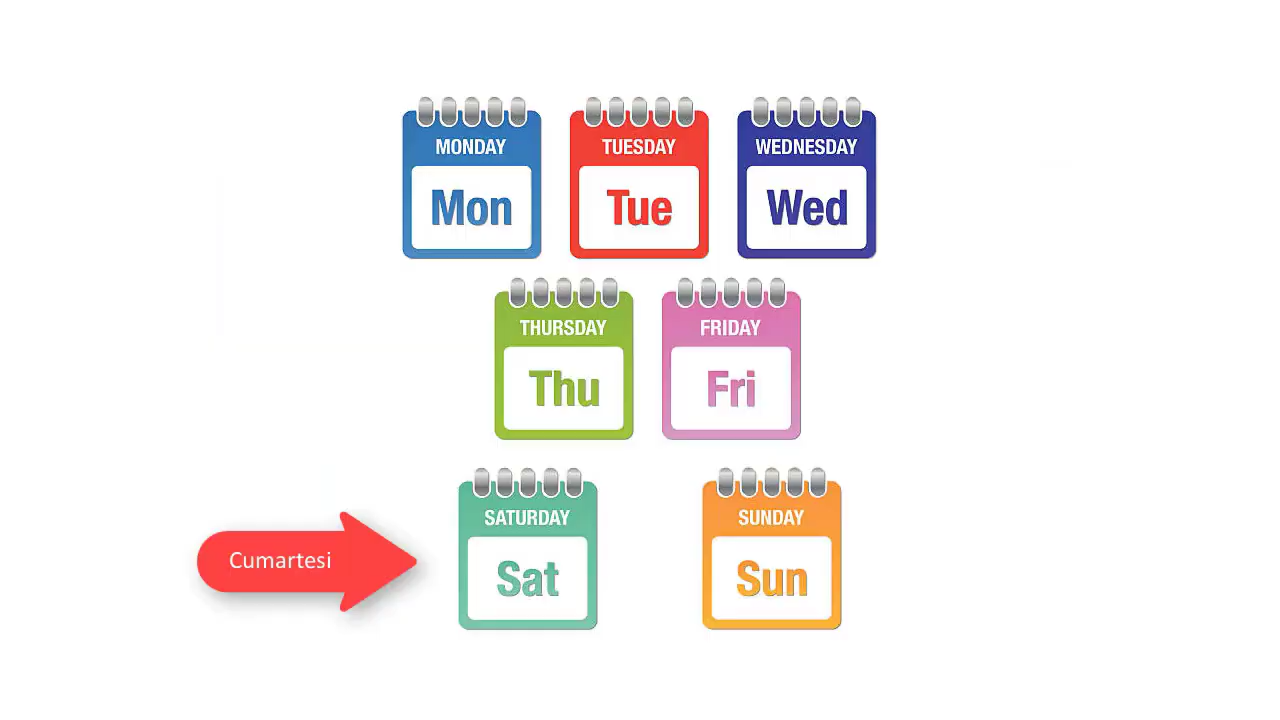 MONDAY
Mon
TUESDAY
Tue
WEDNESDAY
Wed
THURSDAY
Thu
FRIDAY
Fri
Cumartesi
SATURDAY
Sat
SUNDAY
Sun